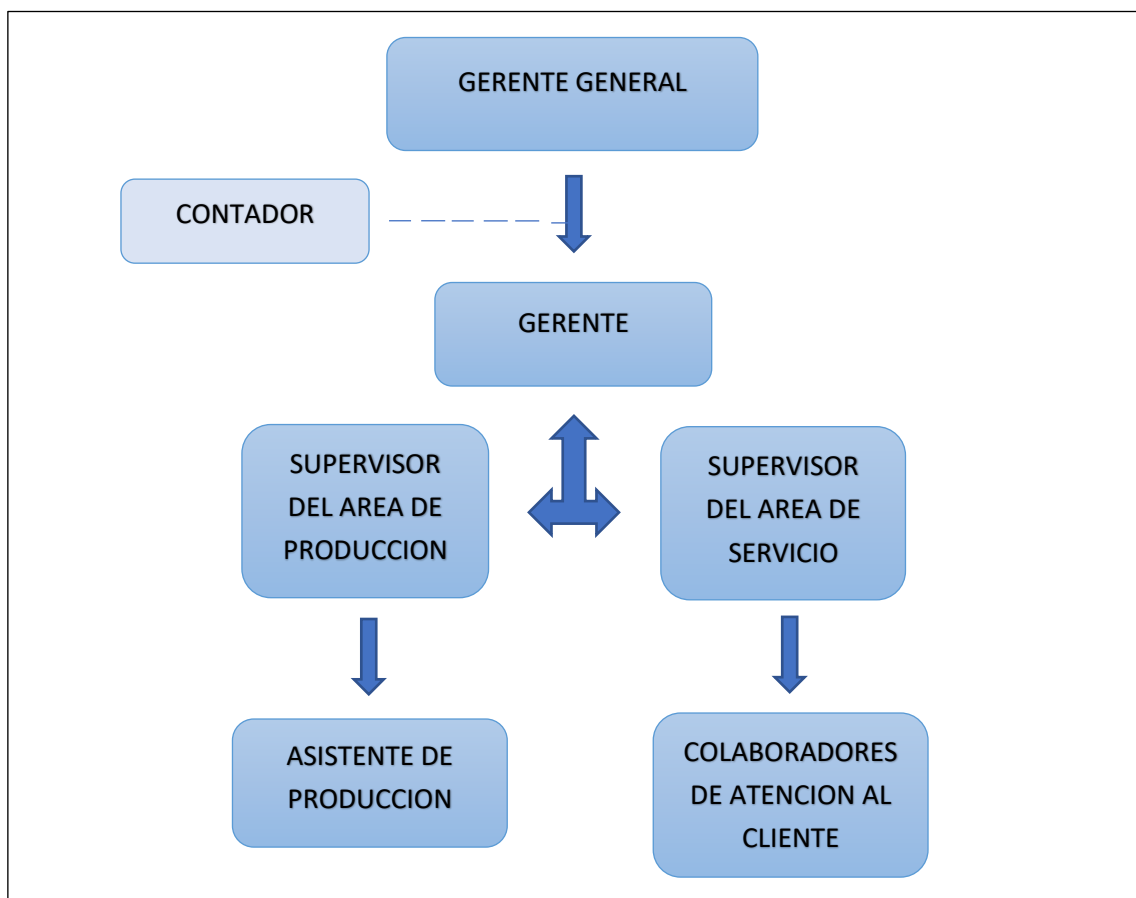 GERENTE GENERAL
CONTADOR
GERENTE
SUPERVISOR
DEL AREA DE
PRODUCCION
SUPERVISOR
DEL AREA DE
SERVICIO
ASISTENTE DE
PRODUCCION
COLABORADORES
DE ATENCION AL
CLIENTE